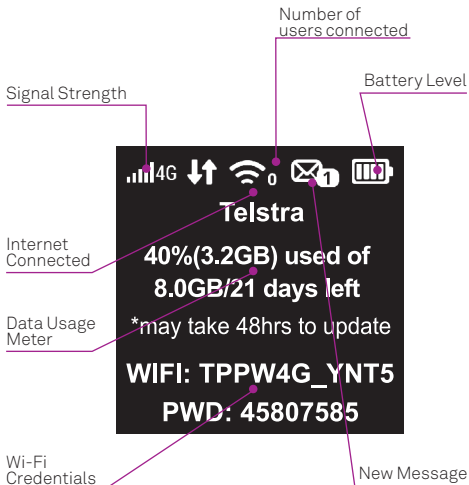 Number of
users connected
Signal Strength
Battery Level
4G 0 1
Telstra
Internet
Connected
40%(3.2GB) used of
8.0GB/21 days left
Data Usage
Meter
*may take 48hrs to update
WIFI: TPPW4G_YNT5
PWD: 45807585
Wi-Fi
Credentials
New Message